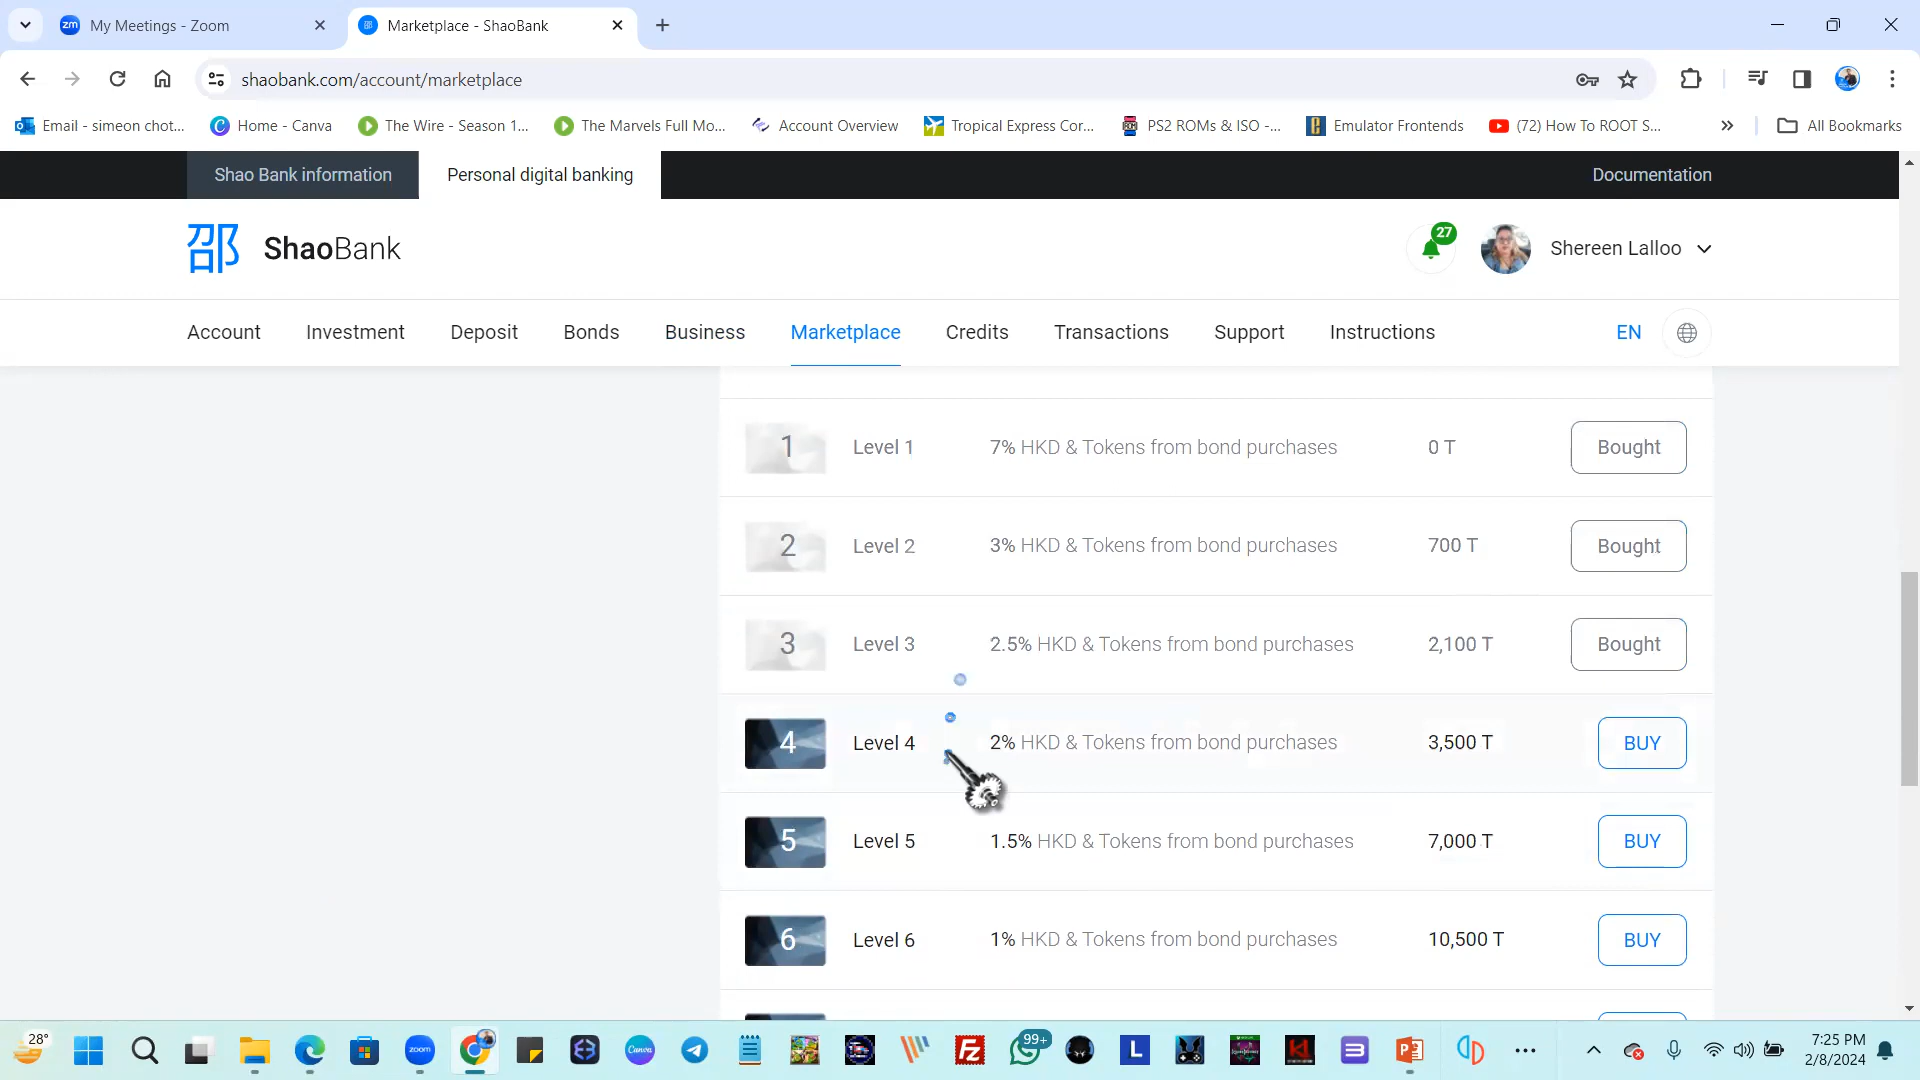 zm My Meetings - Zoom
Marketplace - ShaoBank
shaobank.com/account/marketplace
Email - simeon chot...
Home - Canva
The Wire - Season 1...
The Marvels Full Mo...
Account Overview
Tropical Express Cor...
PS2 ROMs & ISO -...
Emulator Frontends
(72) How To ROOT S...
All Bookmarks
Shao Bank information
Personal digital banking
Documentation
邵 ShaoBank
27
Shereen Lalloo
Account Investment Deposit Bonds Business Marketplace Credits Transactions Support Instructions EN
1 Level 1 7% HKD & Tokens from bond purchases 0 T Bought
2 Level 2 3% HKD & Tokens from bond purchases 700 T Bought
3 Level 3 2.5% HKD & Tokens from bond purchases 2,100 T Bought
4 Level 4 2% HKD & Tokens from bond purchases 3,500 T BUY
5 Level 5 1.5% HKD & Tokens from bond purchases 7,000 T BUY
6 Level 6 1% HKD & Tokens from bond purchases 10,500 T BUY
28°
zoom
Canva
FZ
99+
L
7:25 PM
2/8/2024